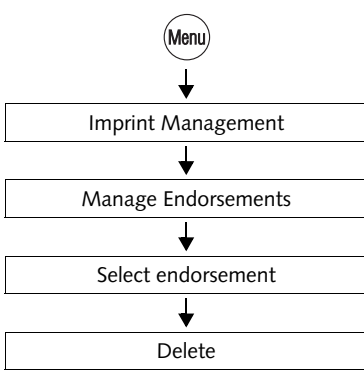 Menu
Imprint Management
Manage Endorsements
Select endorsement
Delete